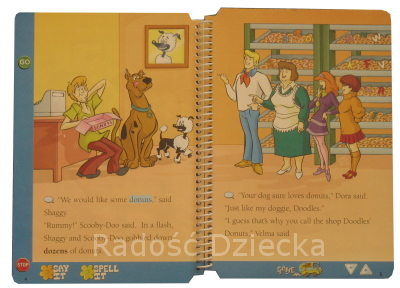 GO
"We would like some donuts," said
Shaggy
"Rummy!" Scooby-Doo said. In a flash,
Shaggy and Scooby-Doo gobbled down
dozens of donuts.
STOP
SAY IT
SPELL IT
"Your dog sure loves donuts," Dora said.
"Just like my doggie, Doodles."
"I guess that's why you call the shop Doodles'
Donuts," Velma said.
GAME
Radość Dziecka